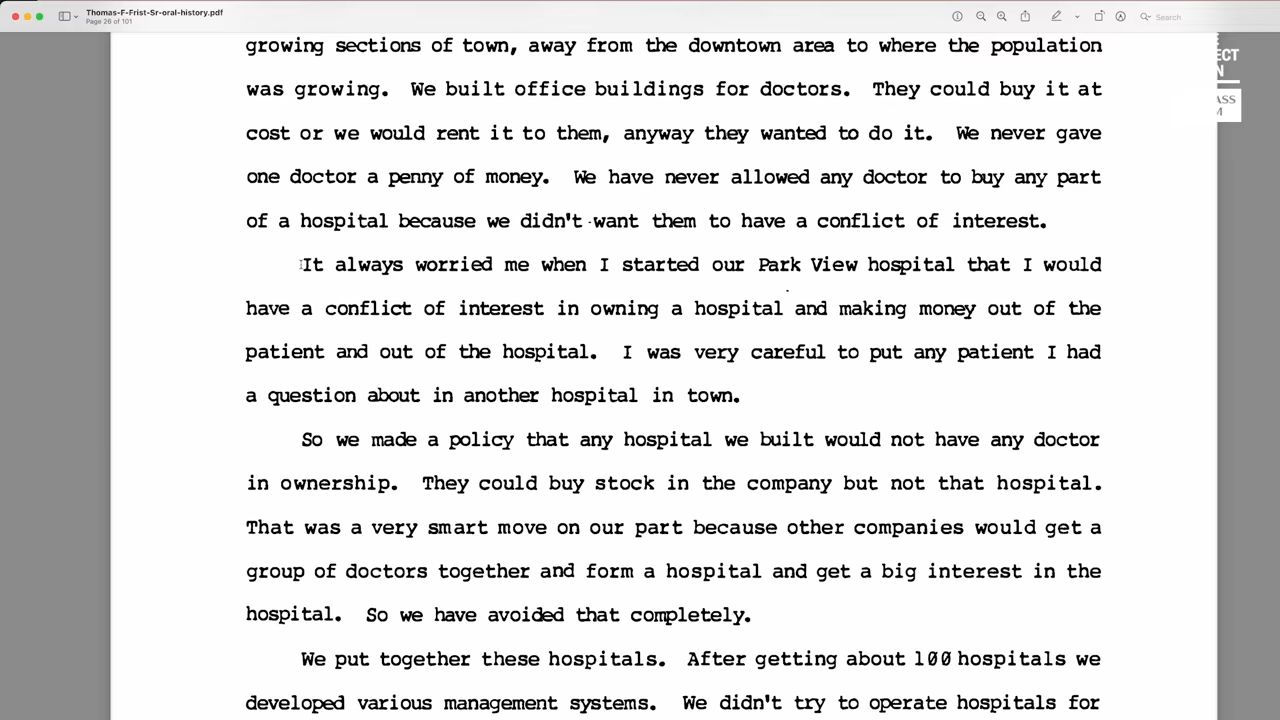 Thomas-F-Frist-Sr-oral-history.pdf
Page 26 of 101
Search
growing sections of town, away from the downtown area to where the population
was growing. We built office buildings for doctors. They could buy it at
cost or we would rent it to them, anyway they wanted to do it. We never gave
one doctor a penny of money. We have never allowed any doctor to buy any part
of a hospital because we didn't want them to have a conflict of interest.
It always worried me when I started our Park View hospital that I would
have a conflict of interest in owning a hospital and making money out of the
patient and out of the hospital. I was very careful to put any patient I had
a question about in another hospital in town.
So we made a policy that any hospital we built would not have any doctor
in ownership. They could buy stock in the company but not that hospital.
That was a very smart move on our part because other companies would get a
group of doctors together and form a hospital and get a big interest in the
hospital. So we have avoided that completely.
We put together these hospitals. After getting about 100 hospitals we
developed various management systems. We didn't try to operate hospitals for